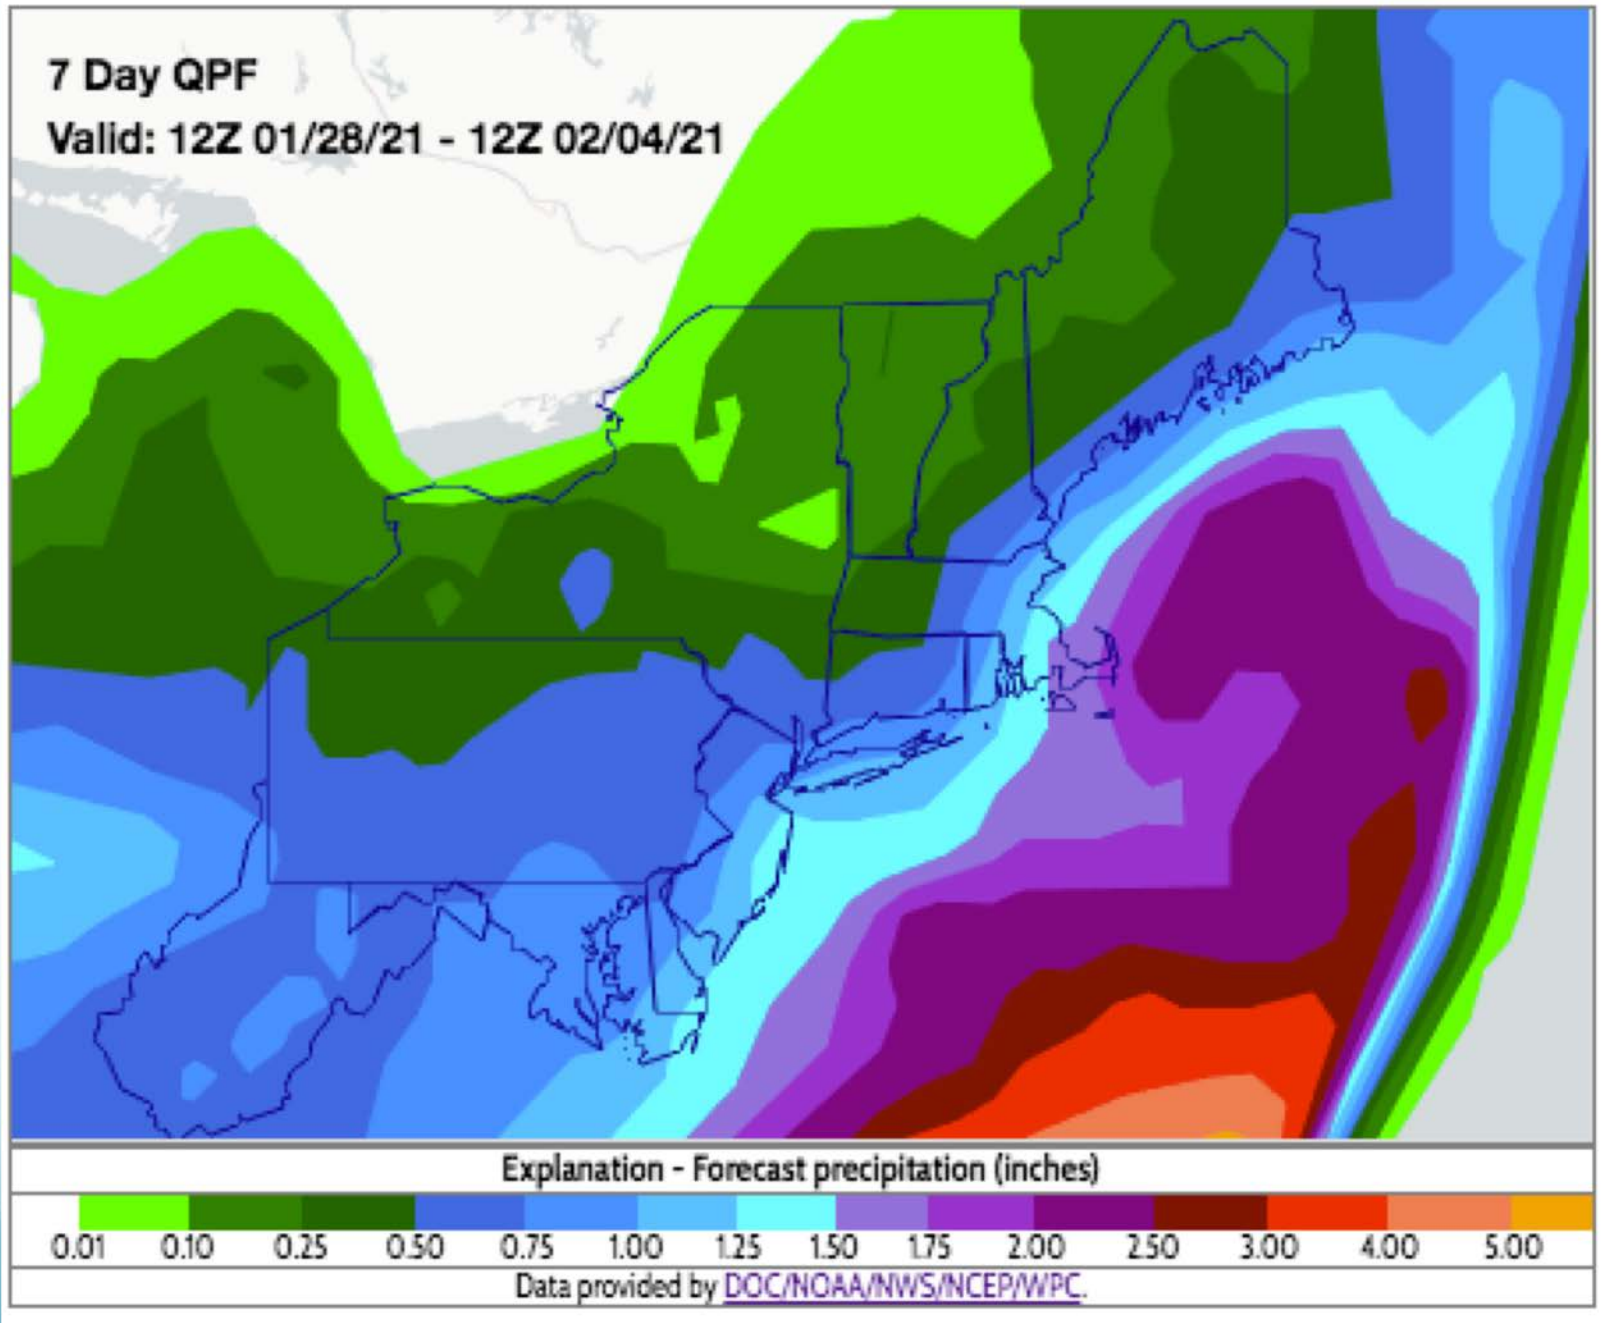 7 Day QPF
Valid: 12Z 01/28/21 - 12Z 02/04/21
Explanation - Forecast precipitation (inches)
0.01 0.10 0.25 0.50 0.75 1.00 1.25 1.50 1.75 2.00 2.50 3.00 4.00 5.00
Data provided by DOC/NOAA/NWS/NCEP/WPC.